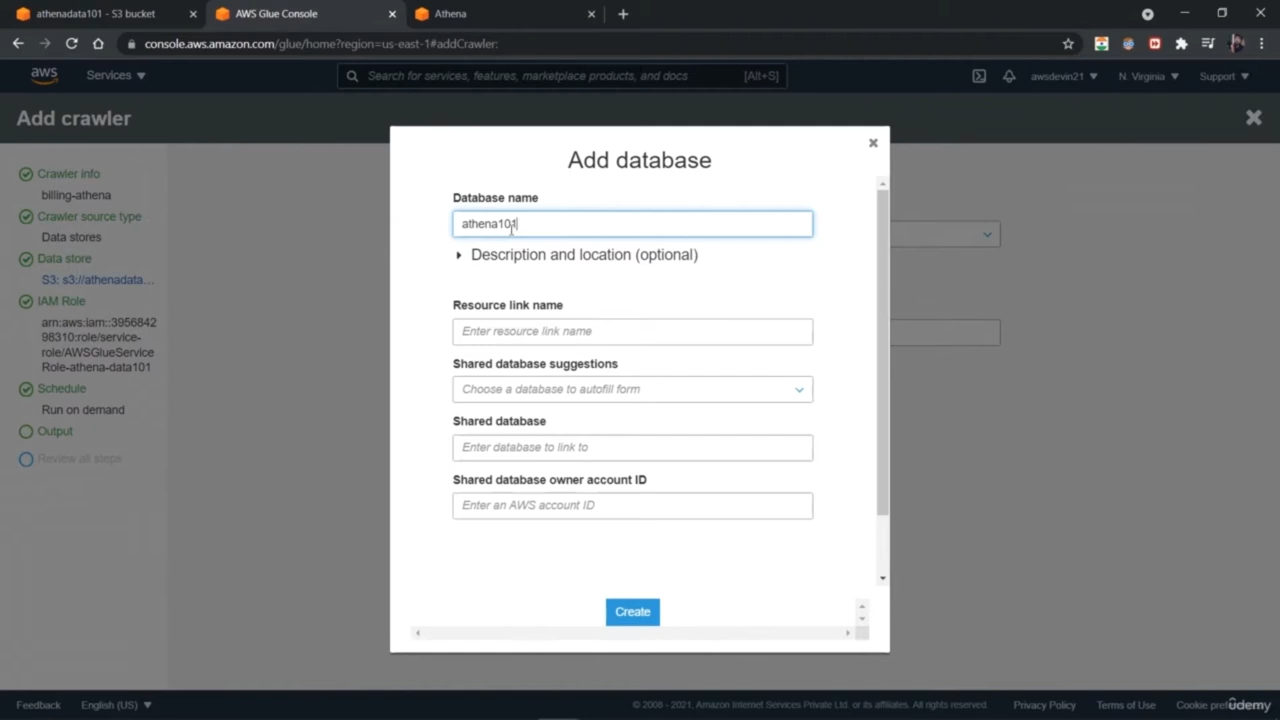 athenadata101 - S3 bucket
AWS Glue Console
Athena
console.aws.amazon.com/glue/home?region=us-east-1#addCrawler:
aws
Services
Search for services, features, marketplace products, and docs
[Alt+S]
awsdevin21
N. Virginia
Support
Add crawler
Crawler info
billing-athena
Crawler source type
Data stores
Data store
S3: s3://athenadata…
IAM Role
arn:aws:iam::3956842
98310:role/service-
role/AWSGlueService
Role-athena-data101
Schedule
Run on demand
Output
Review all steps
Add database
Database name
athena101
Description and location (optional)
Resource link name
Enter resource link name
Shared database suggestions
Choose a database to autofill form
Shared database
Enter database to link to
Shared database owner account ID
Enter an AWS account ID
Create
Feedback
English (US)
© 2008 - 2021, Amazon Internet Services Private Ltd. or its affiliates. All rights reserved.
Privacy Policy
Terms of Use
Cookie
udemy